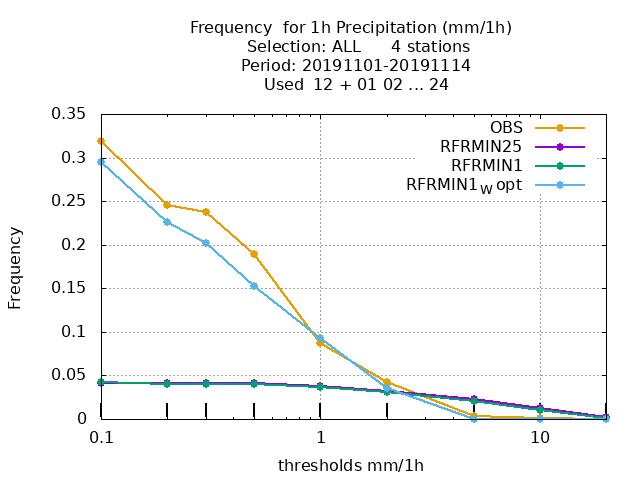 Frequency  for 1h Precipitation (mm/1h)
Selection: ALL      4 stations
Period: 20191101-20191114
Used  12 + 01 02 ... 24
OBS
RFRMIN25
RFRMIN1
RFRMIN1w opt
0.35
0.3
0.25
0.2
0.15
0.1
0.05
0
Frequency
0.1
1
10
thresholds mm/1h